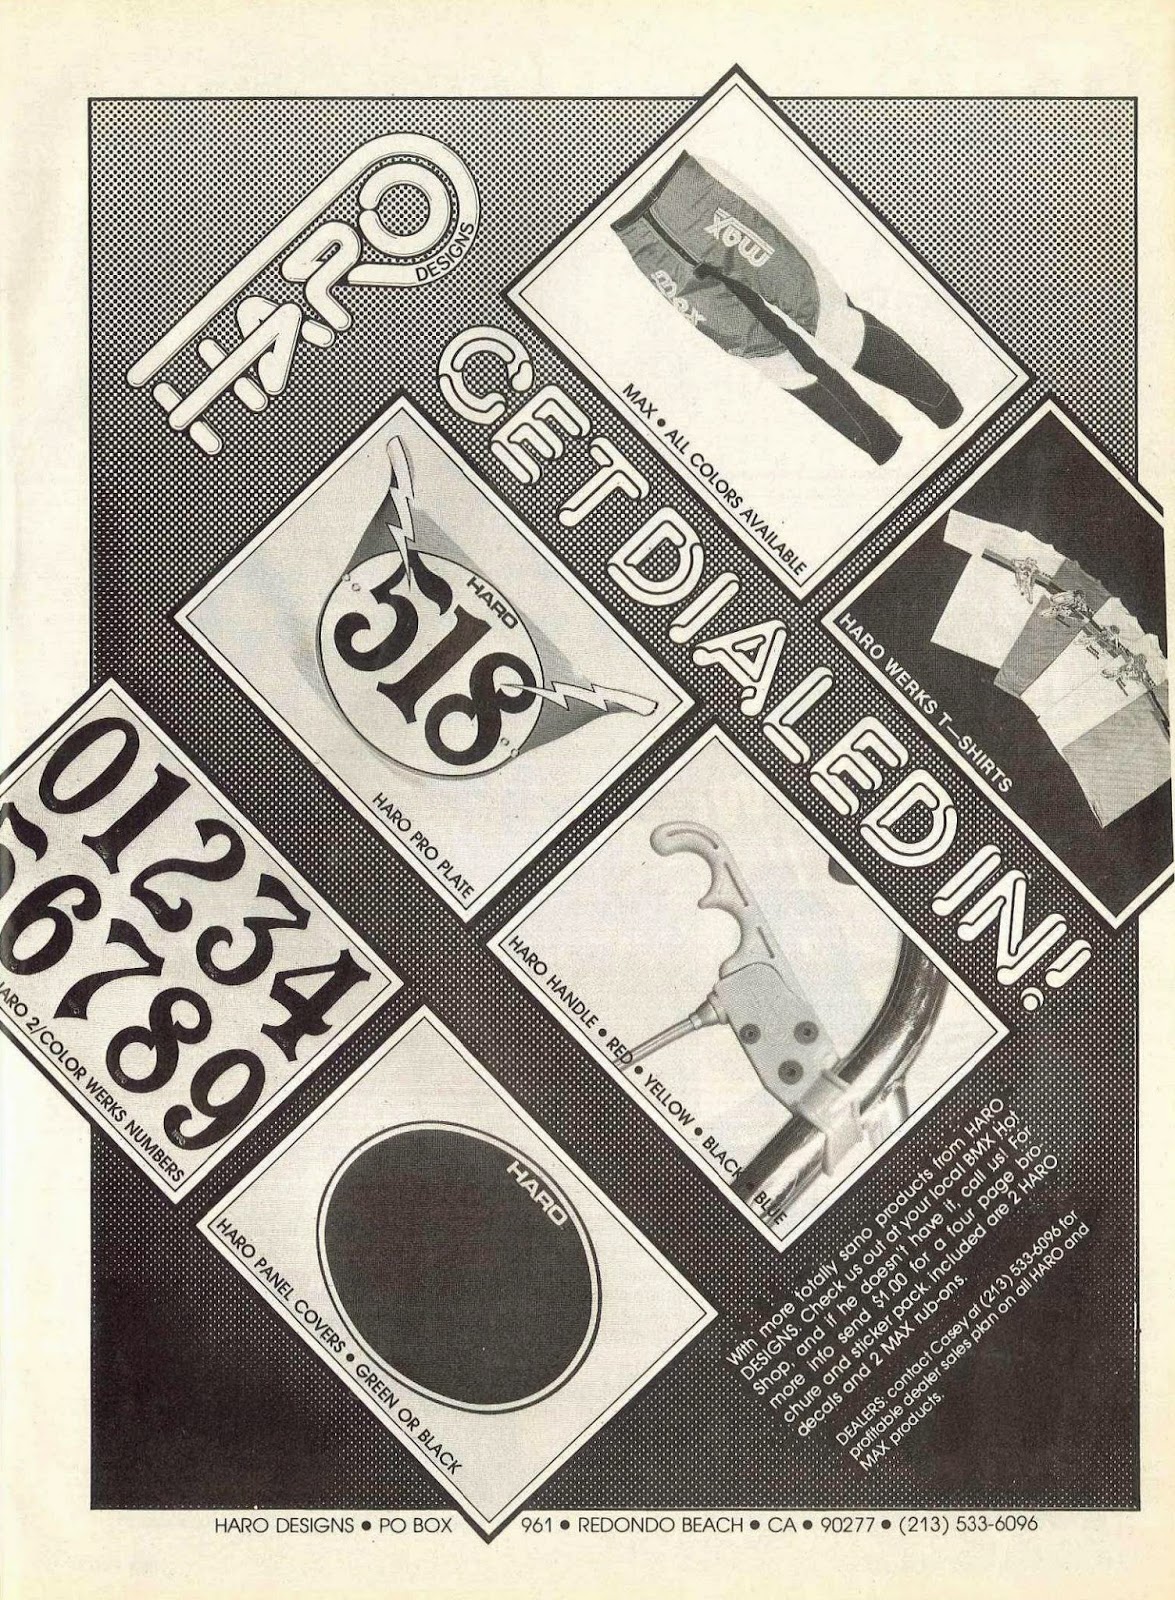 HARO
DESIGNS
GET DIALED IN!
max
max
MAX • ALL COLORS AVAILABLE
HARO WERKS T-SHIRTS
HARO
518
HARO PRO PLATE
01234
56789
HARO 2/COLOR WERKS NUMBERS
HARO HANDLE • RED • YELLOW • BLACK • BLUE
HARO
HARO PANEL COVERS • GREEN OR BLACK
With more totally sano products from HARO
DESIGNS. Check us out at your local BMX Hot
Shop, and if he doesn't have it, call us! For
more info send $1.00 for a four page bro-
chure and sticker pack. included are 2 HARO
decals and 2 MAX rub-ons.
DEALERS: contact Casey at (213) 533-6096 for
profitable dealer sales plan on all HARO and
MAX products.
HARO DESIGNS • PO BOX 961 • REDONDO BEACH • CA • 90277 • (213) 533-6096